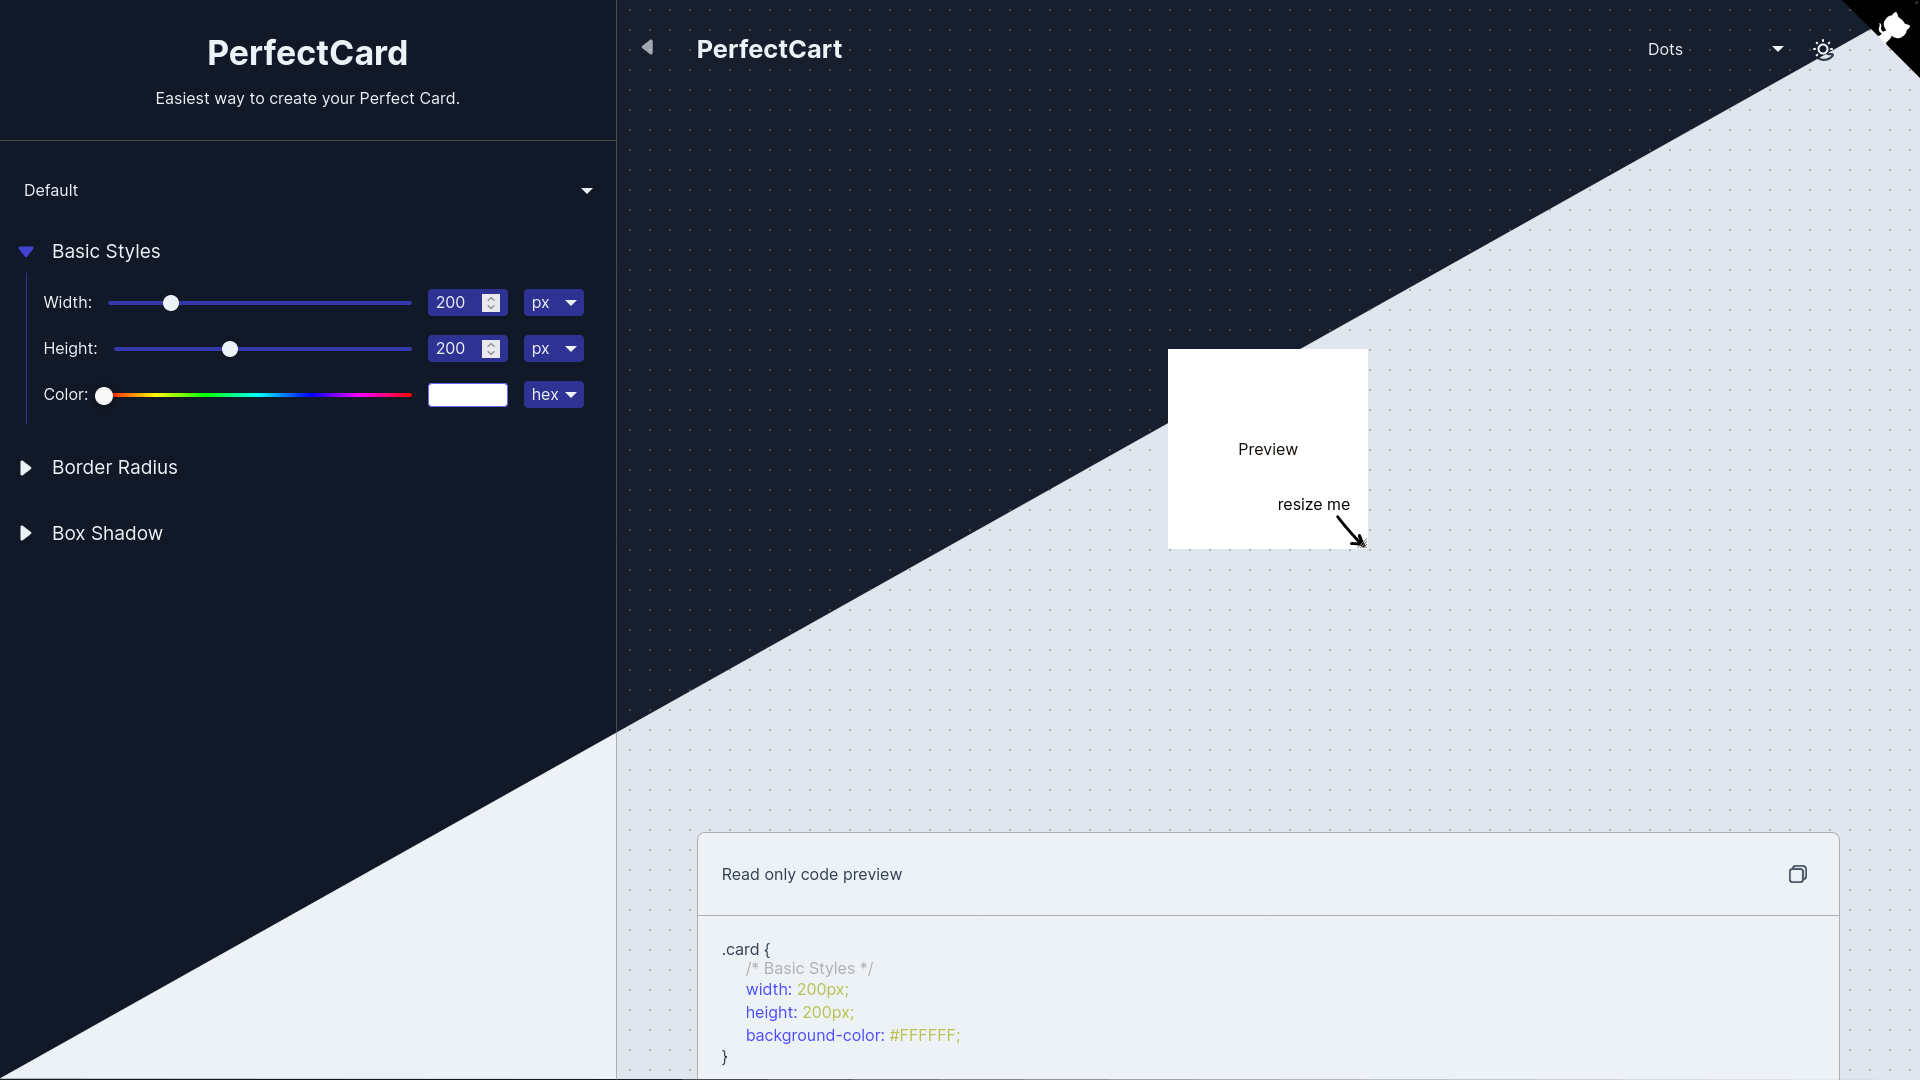 PerfectCard
Easiest way to create your Perfect Card.
Default
Basic Styles
Width: 200 px
Height: 200 px
Color: hex
Border Radius
Box Shadow
PerfectCart
Dots
Preview
resize me
Read only code preview
.card {
/* Basic Styles */
width: 200px;
height: 200px;
background-color: #FFFFFF;
}